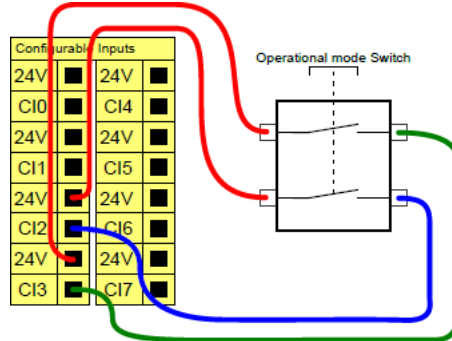 Configurable Inputs
Operational mode Switch
24V 24V
CI0 CI4
24V 24V
CI1 CI5
24V 24V
CI2 CI6
24V 24V
CI3 CI7